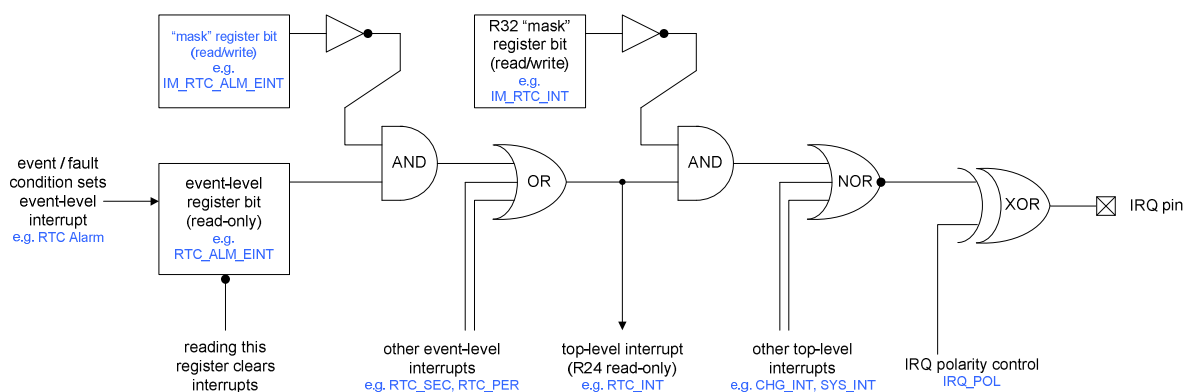 “mask” register bit
(read/write)
e.g.
IM_RTC_ALM_EINT
R32 “mask”
register bit
(read/write)
e.g.
IM_RTC_INT
event / fault
condition sets
event-level
interrupt
e.g. RTC Alarm
event-level
register bit
(read-only)
e.g.
RTC_ALM_EINT
AND
OR
AND
NOR
XOR
IRQ pin
reading this
register clears
interrupts
other event-level
interrupts
e.g. RTC_SEC, RTC_PER
top-level interrupt
(R24 read-only)
e.g. RTC_INT
other top-level
interrupts
e.g. CHG_INT, SYS_INT
IRQ polarity control
IRQ_POL